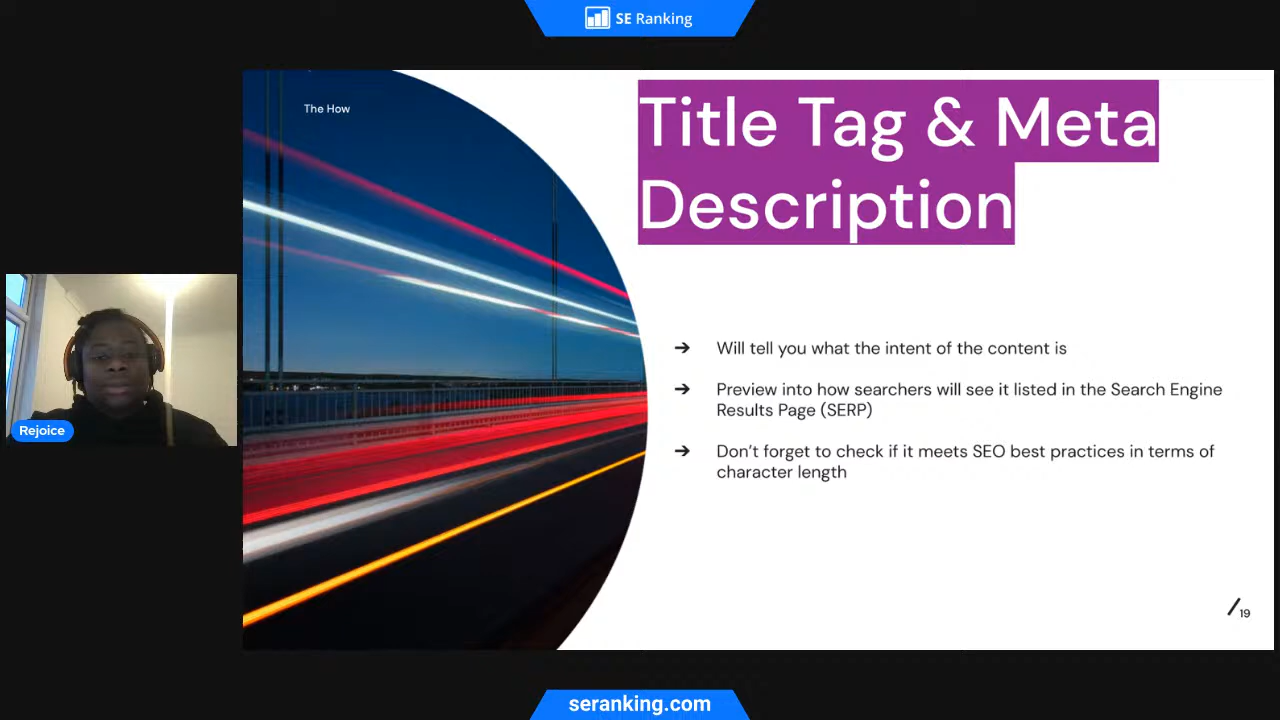 SE Ranking
The How
Title Tag & Meta
Description
➔ Will tell you what the intent of the content is
➔ Preview into how searchers will see it listed in the Search Engine
Results Page (SERP)
➔ Don’t forget to check if it meets SEO best practices in terms of
character length
Rejoice
/19
seranking.com